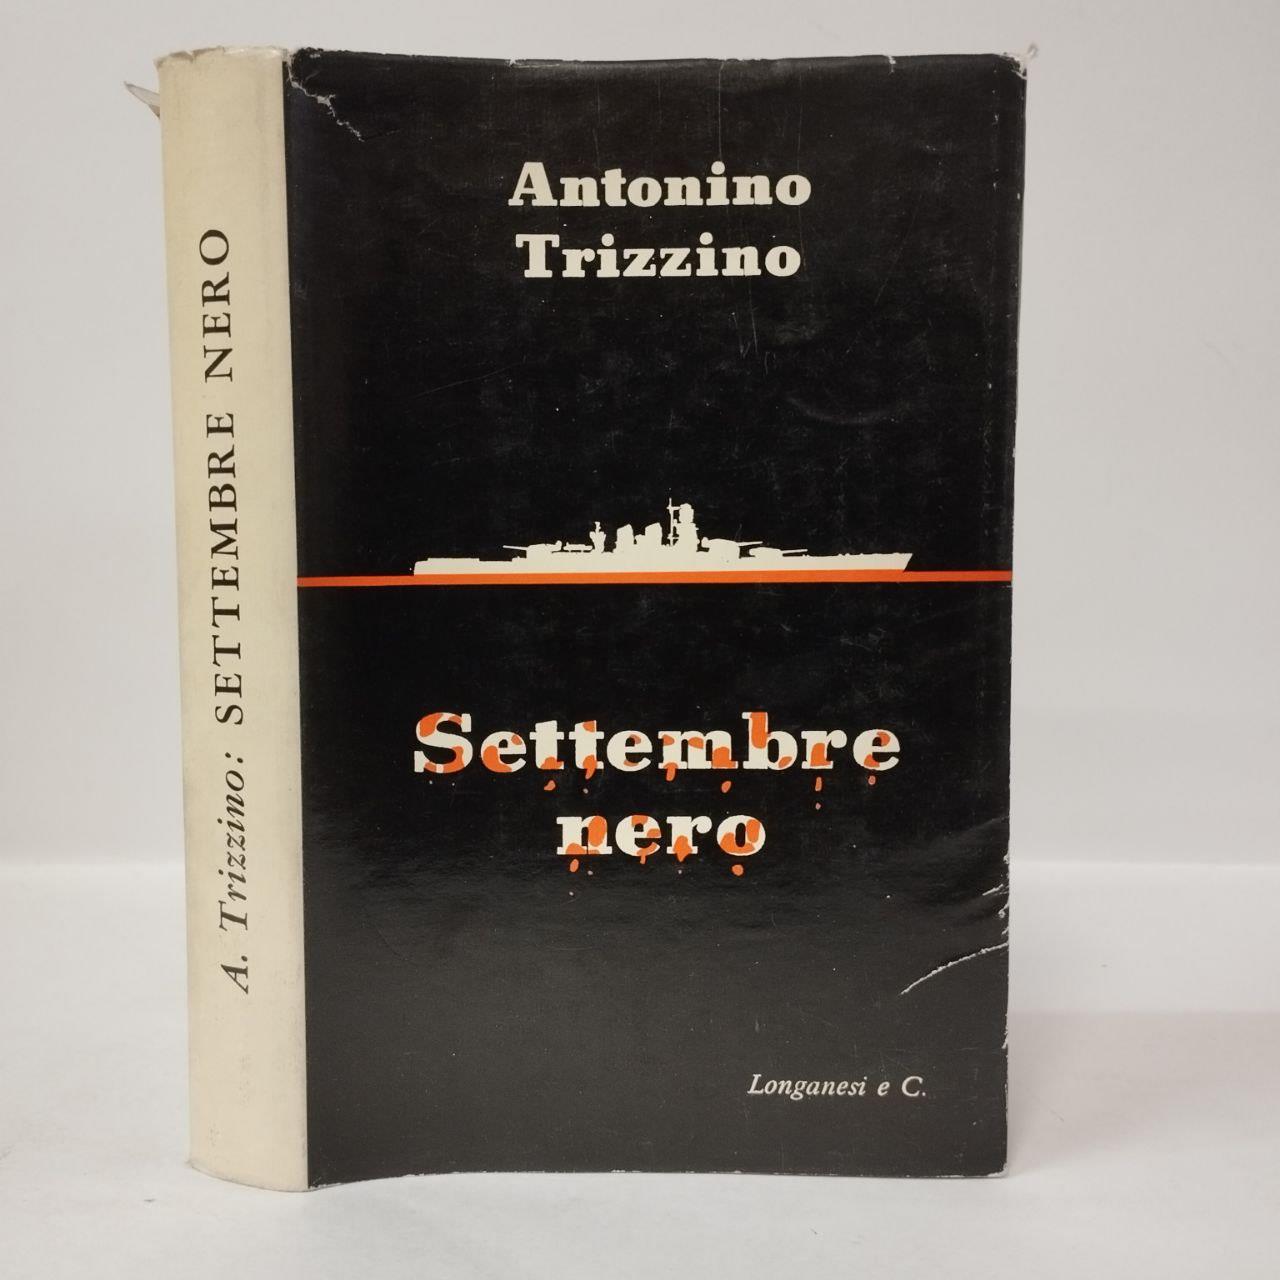 A. Trizzino: SETTEMBRE NERO
Antonino
Trizzino
Settembre
nero
Longanesi e C.